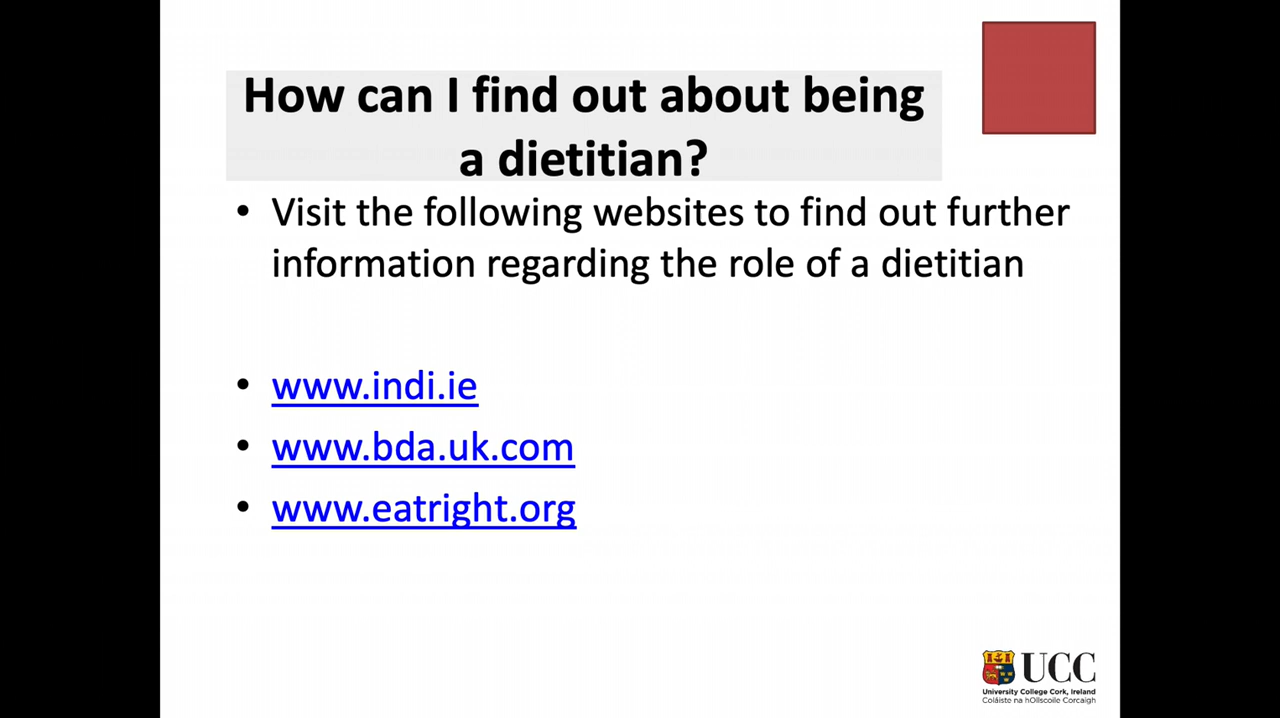 How can I find out about being
a dietitian?
• Visit the following websites to find out further
information regarding the role of a dietitian
• www.indi.ie
• www.bda.uk.com
• www.eatright.org
UCC
University College Cork, Ireland
Coláiste na hOllscoile Corcaigh